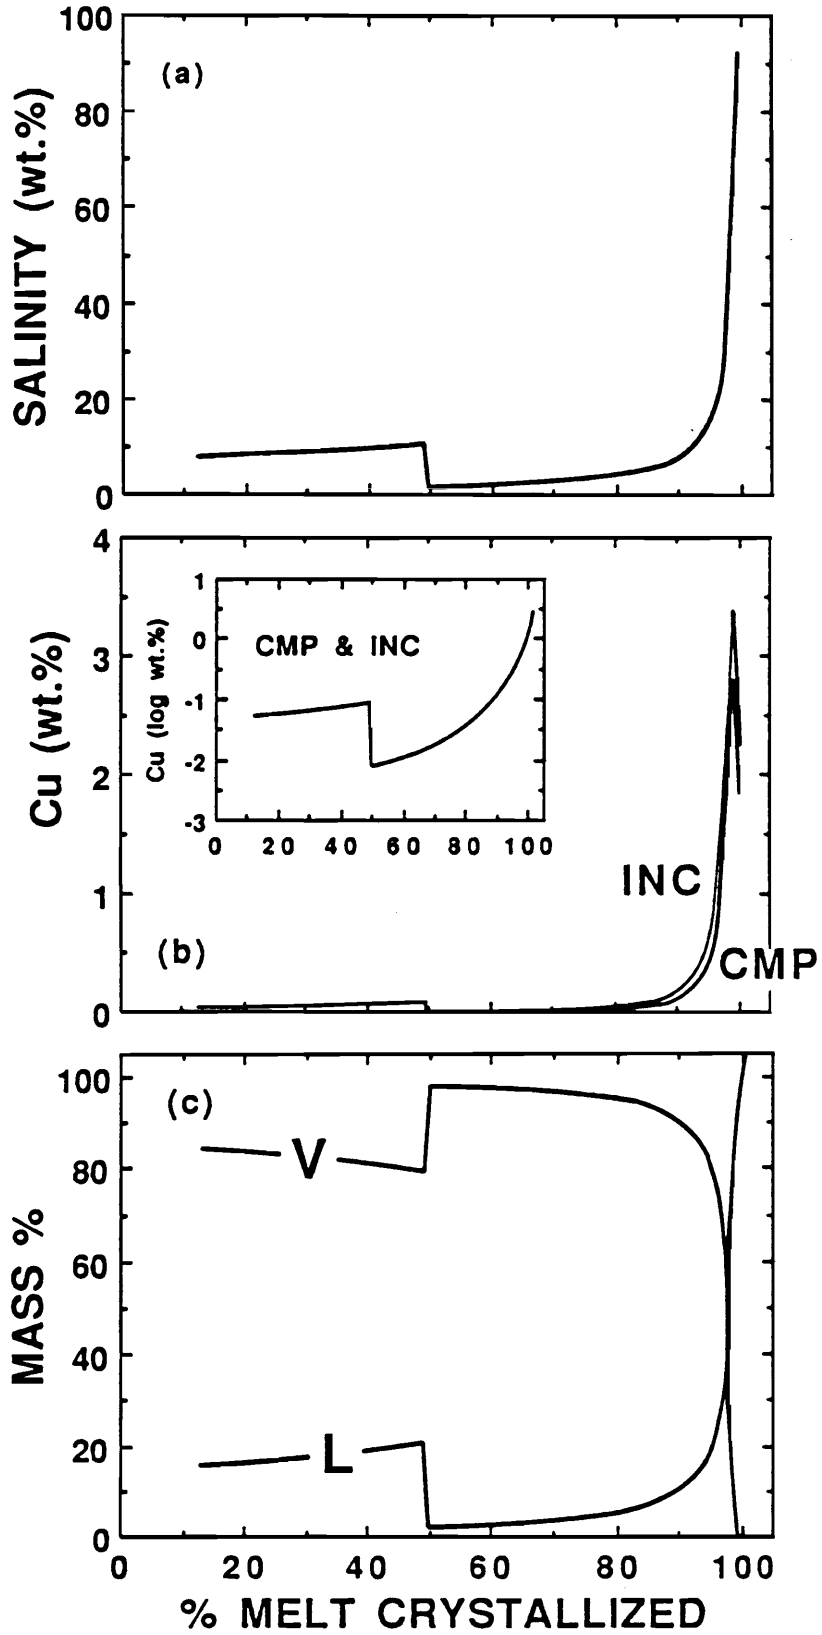 100
(a)
80
60
40
20
0
SALINITY (wt.%)
4
3
2
1
0
Cu (wt.%)
1
0
-1
-2
-3
Cu (log wt.%)
CMP & INC
0 20 40 60 80 100
INC
CMP
(b)
100
80
60
40
20
0
MASS %
(c)
V
L
0 20 40 60 80 100
% MELT CRYSTALLIZED